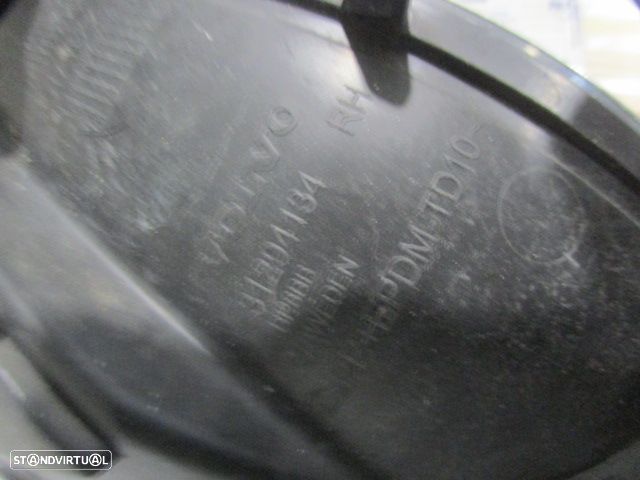 VOLVO RH
31204134
SWEDEN
PP+EPDM-TD10
STANDVIRTUAL